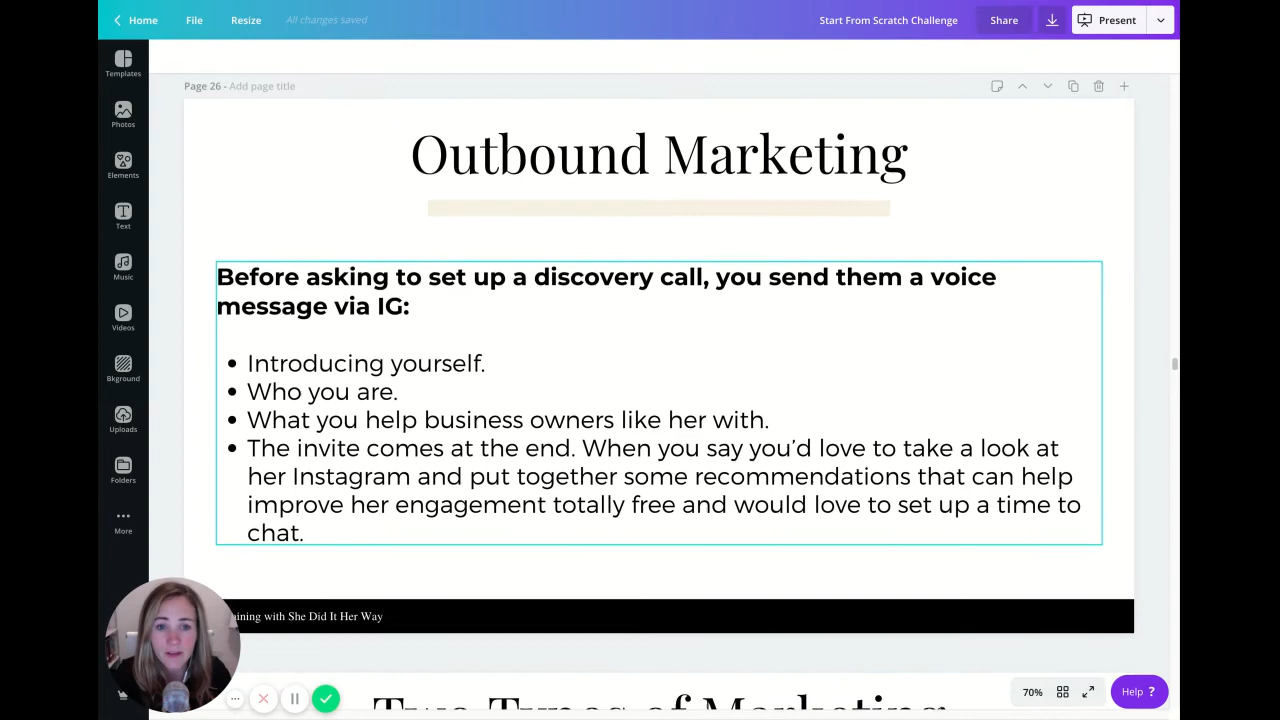 Home File Resize All changes saved Start From Scratch Challenge Share Present
Templates
Photos
Elements
Text
Music
Videos
Bkground
Uploads
Folders
More
Page 26 - Add page title
Outbound Marketing
Before asking to set up a discovery call, you send them a voice
message via IG:
• Introducing yourself.
• Who you are.
• What you help business owners like her with.
• The invite comes at the end. When you say you’d love to take a look at
her Instagram and put together some recommendations that can help
improve her engagement totally free and would love to set up a time to
chat.
with She Did It Her Way
Two Types of Marketing
70% Help ?